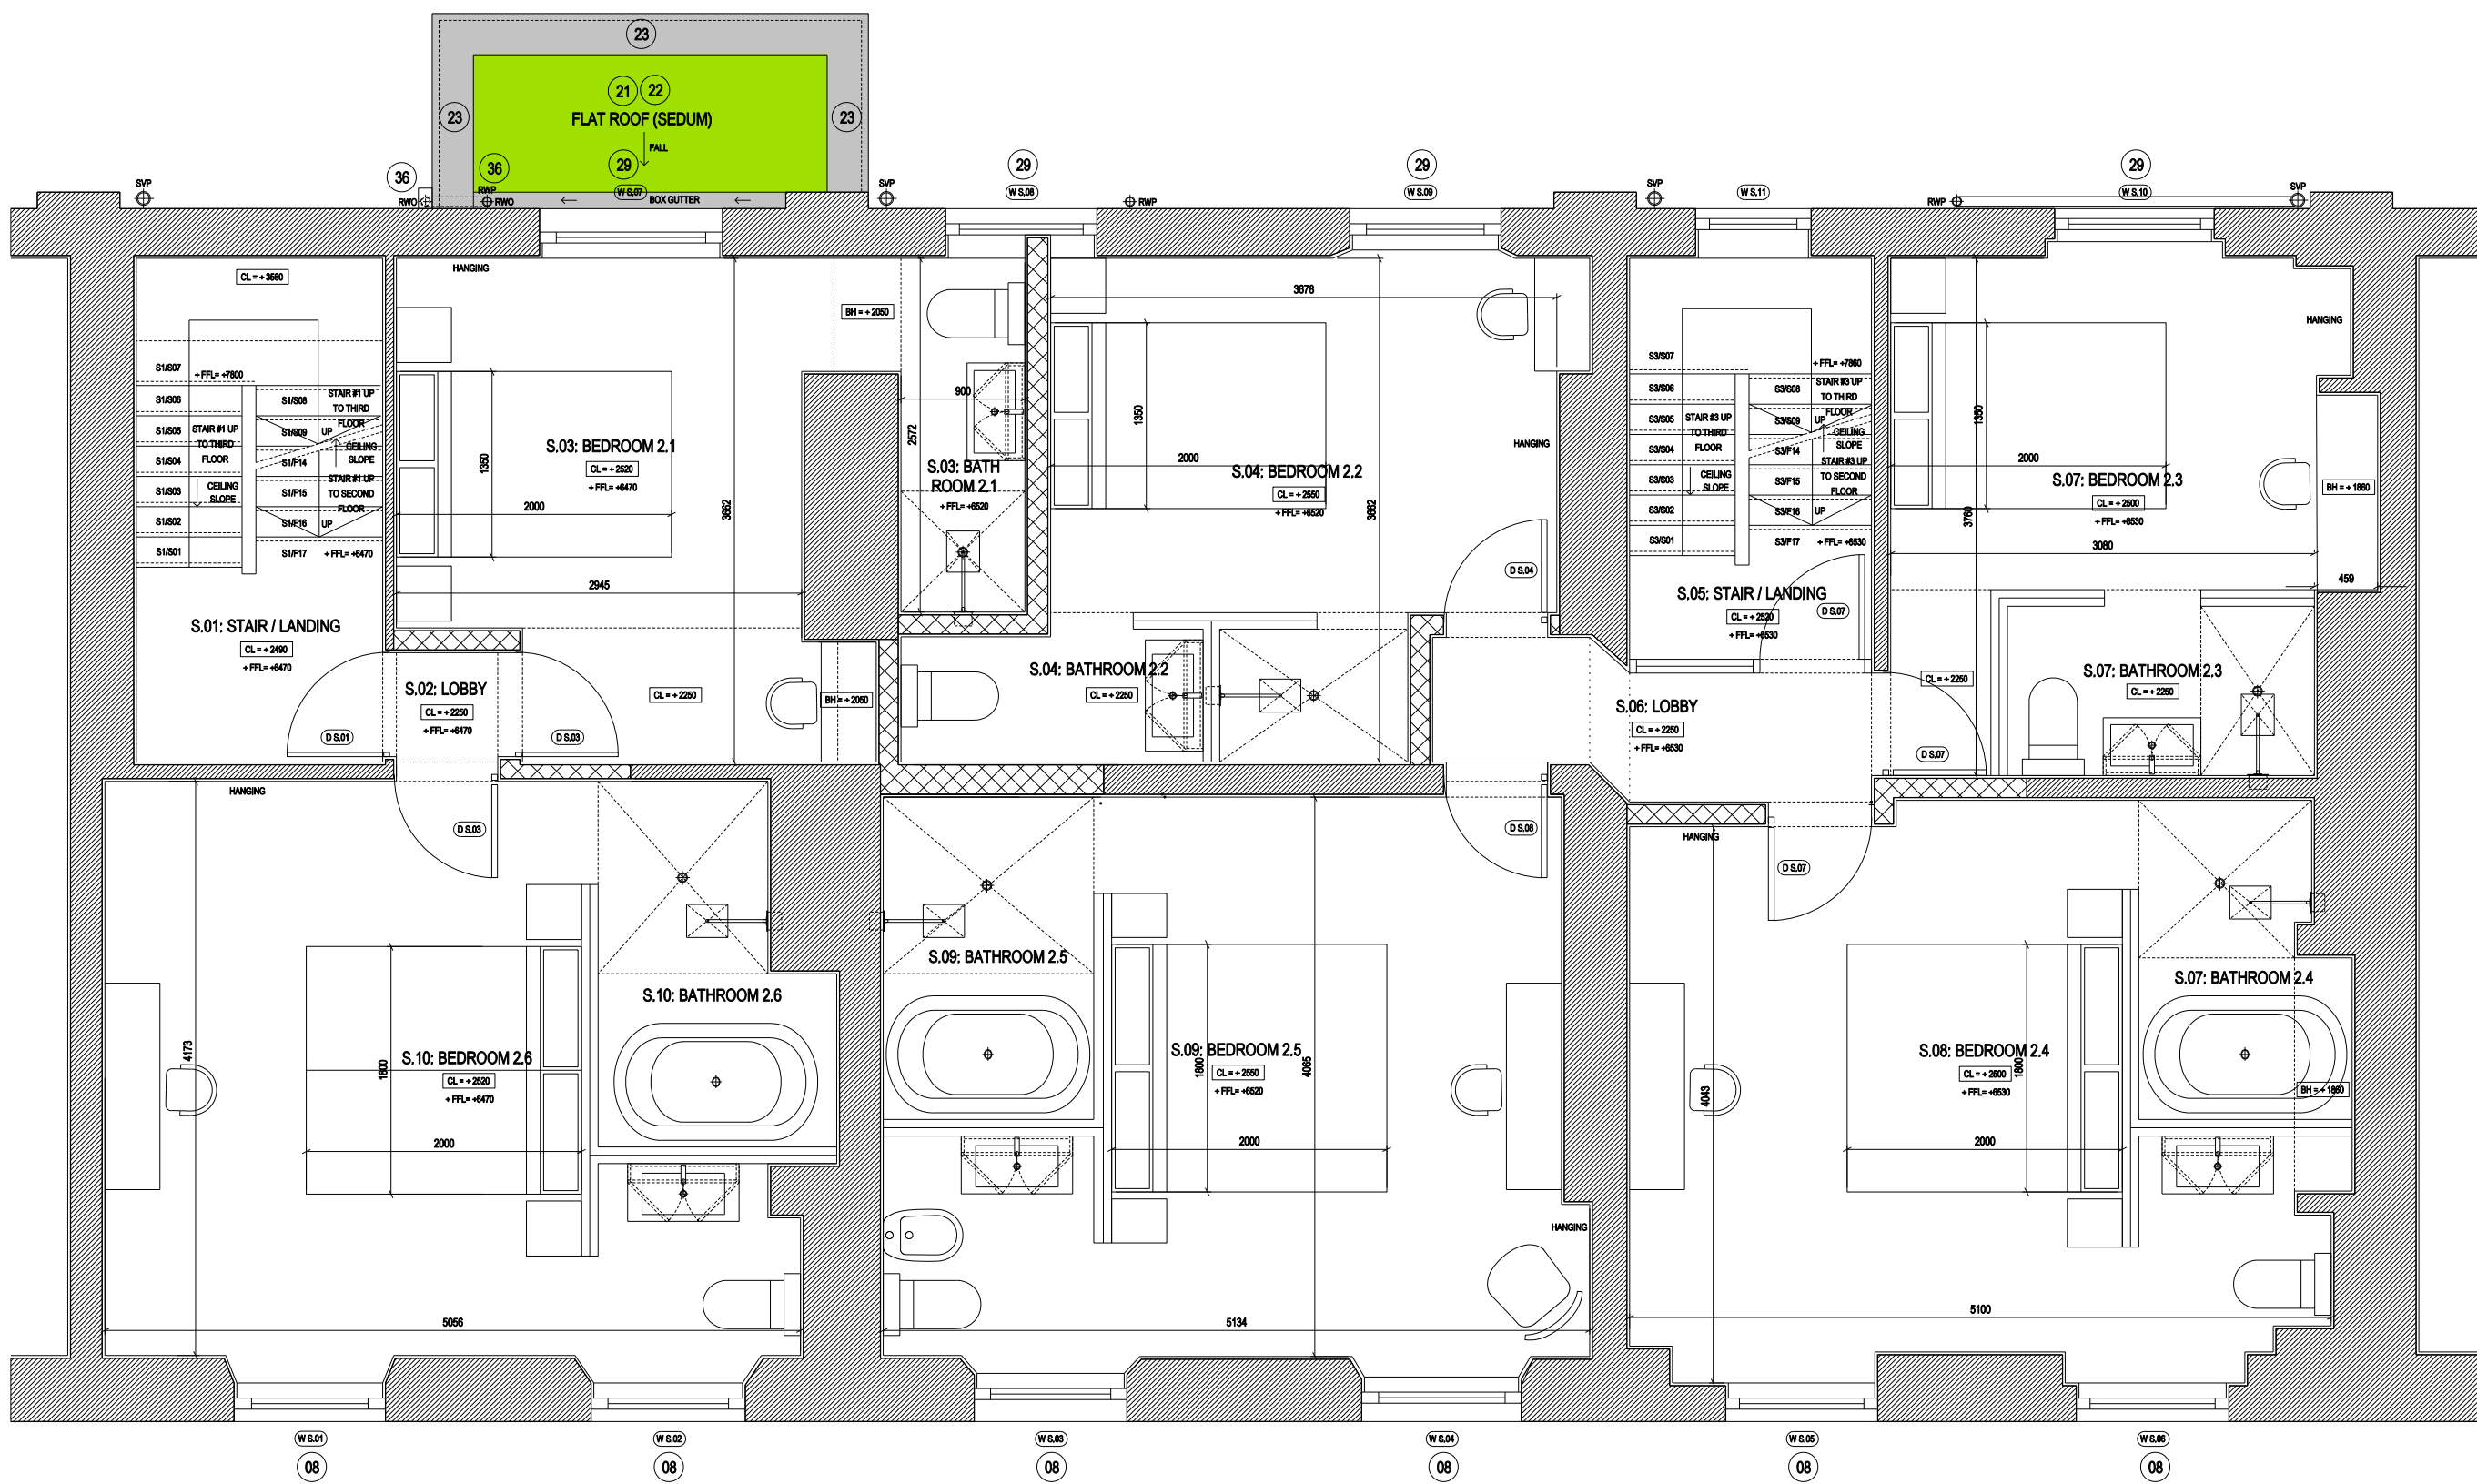 23
21 22
FLAT ROOF (SEDUM)
FALL
23
23
36
36
29
29
29
29
SVP
RWP
RWO
RWO
W S.07
BOX GUTTER
SVP
W S.08
RWP
W S.09
SVP
W S.11
RWP
W S.10
SVP
CL = + 3560
HANGING
S1/S07
+ FFL= +7800
S1/S06
S1/S05
S1/S04
S1/S03
S1/S02
S1/S01
STAIR #1 UP
TO THIRD
FLOOR
CEILING
SLOPE
S1/S08
S1/S09
UP
S1/F14
S1/F15
S1/F16
UP
S1/F17
+ FFL= +6470
STAIR #1 UP
TO THIRD
FLOOR
CEILING
SLOPE
STAIR #1 UP
TO SECOND
FLOOR
S.01: STAIR / LANDING
CL = + 2490
+ FFL= +6470
D S.01
S.02: LOBBY
CL = + 2250
+ FFL= +6470
D S.03
S.03: BEDROOM 2.1
CL = + 2520
+ FFL= +6470
1350
2000
2945
3662
CL = + 2250
BH = + 2050
BH = + 2050
2572
900
S.03: BATH
ROOM 2.1
+ FFL= +6520
3678
1350
2000
S.04: BEDROOM 2.2
CL = + 2550
+ FFL= +6520
3662
HANGING
D S.04
S.04: BATHROOM 2.2
CL = + 2250
S3/S07
+ FFL= +7860
S3/S06
S3/S05
S3/S04
S3/S03
S3/S02
S3/S01
STAIR #3 UP
TO THIRD
FLOOR
CEILING
SLOPE
S3/S08
S3/S09
UP
S3/F14
S3/F15
S3/F16
UP
S3/F17
+ FFL= +6530
STAIR #3 UP
TO THIRD
FLOOR
CEILING
SLOPE
STAIR #3 UP
TO SECOND
FLOOR
S.05: STAIR / LANDING
CL = + 2520
+ FFL= +6530
D S.07
S.06: LOBBY
CL = + 2250
+ FFL= +6530
HANGING
1350
2000
S.07: BEDROOM 2.3
CL = + 2500
+ FFL= +6530
3760
3080
BH = + 1860
459
CL = + 2250
S.07: BATHROOM 2.3
CL = + 2250
D S.07
HANGING
D S.03
4173
1800
S.10: BEDROOM 2.6
CL = + 2520
+ FFL= +6470
2000
S.10: BATHROOM 2.6
5056
S.09: BATHROOM 2.5
D S.08
S.09: BEDROOM 2.5
1800
CL = + 2550
+ FFL= +6520
4065
2000
HANGING
5134
HANGING
D S.07
4043
S.08: BEDROOM 2.4
CL = + 2500
1800
+ FFL= +6530
2000
S.07: BATHROOM 2.4
BH = + 1860
5100
W S.01
W S.02
W S.03
W S.04
W S.05
W S.06
08
08
08
08
08
08